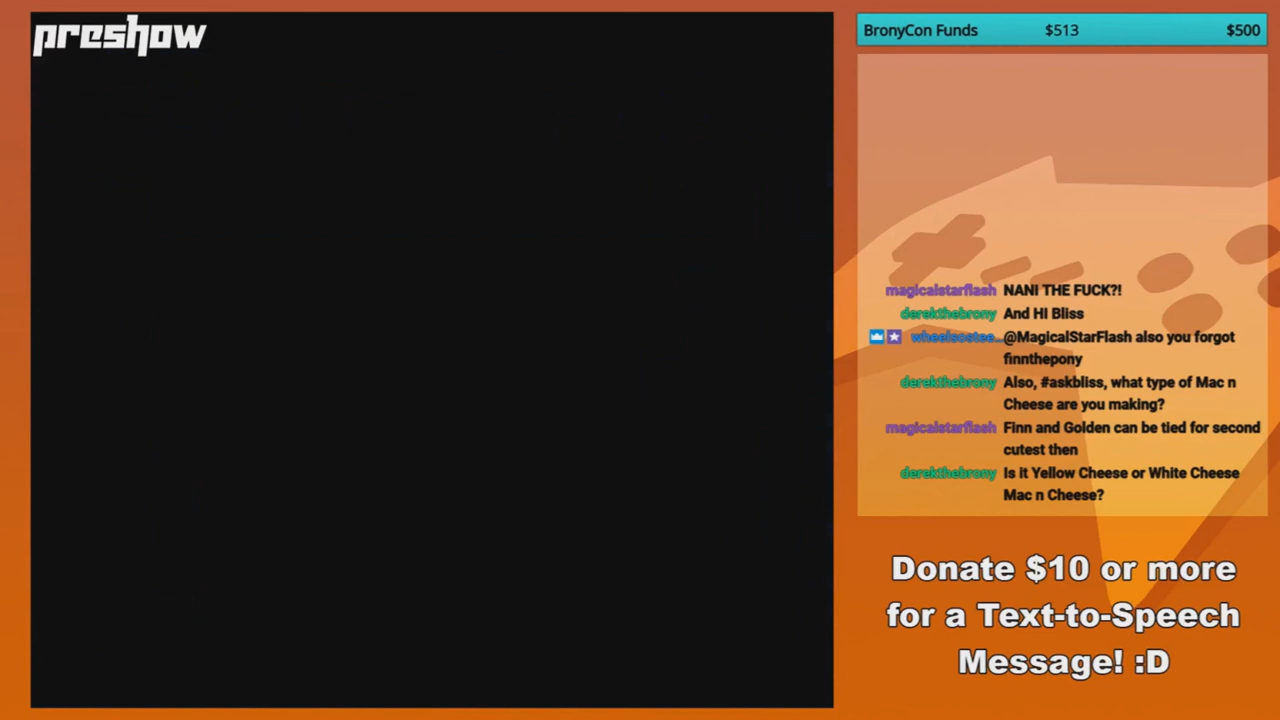 preshow
BronyCon Funds $513 $500
magicalstarflash NANI THE FUCK?!
derekthebrony And HI Bliss
wheelsostee... @MagicalStarFlash also you forgot
finnthepony
derekthebrony Also, #askbliss, what type of Mac n
Cheese are you making?
magicalstarflash Finn and Golden can be tied for second
cutest then
derekthebrony Is it Yellow Cheese or White Cheese
Mac n Cheese?
Donate $10 or more
for a Text-to-Speech
Message! :D